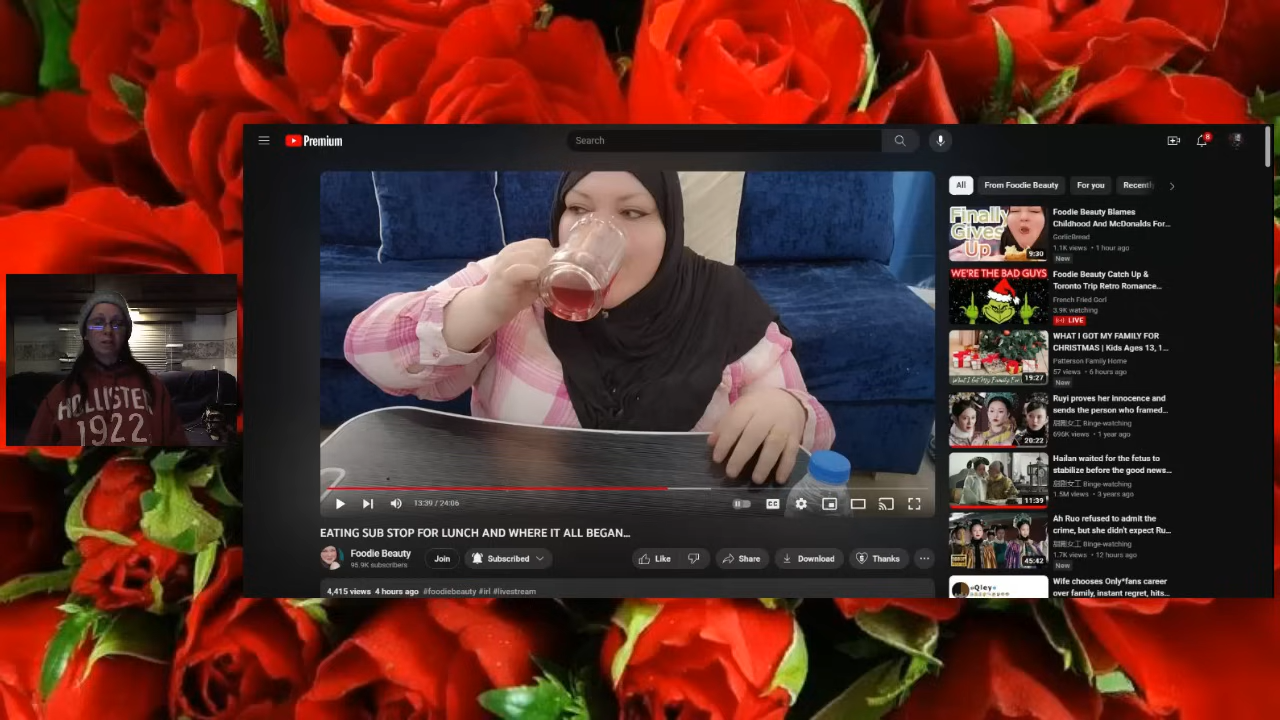 Premium
Search
8
All
From Foodie Beauty
For you
Recently
Finally
Gives
Up
9:30
Foodie Beauty Blames
Childhood And McDonalds For...
GorlicBread
1.1K views • 1 hour ago
New
WE'RE THE BAD GUYS
Foodie Beauty Catch Up &
Toronto Trip Retro Romance...
French Fried Gorl
3.9K watching
LIVE
19:27
WHAT I GOT MY FAMILY FOR
CHRISTMAS | Kids Ages 13, 1...
Patterson Family Home
57 views • 6 hours ago
New
20:22
Ruyi proves her innocence and
sends the person who framed...
Binge-watching
696K views • 1 year ago
11:39
Hailan waited for the fetus to
stabilize before the good news...
Binge-watching
1.5M views • 3 years ago
45:42
Ah Ruo refused to admit the
crime, but she didn't expect Ru...
Binge-watching
1.7K views • 12 hours ago
New
Wife chooses Only*fans career
over family, instant regret, hits...
HOLLISTER
1922
13:39 / 24:06
CC
EATING SUB STOP FOR LUNCH AND WHERE IT ALL BEGAN...
Foodie Beauty
98.9K subscribers
Join
Subscribed
Like
Share
Download
Thanks
4,415 views 4 hours ago #foodiebeauty #irl #livestream